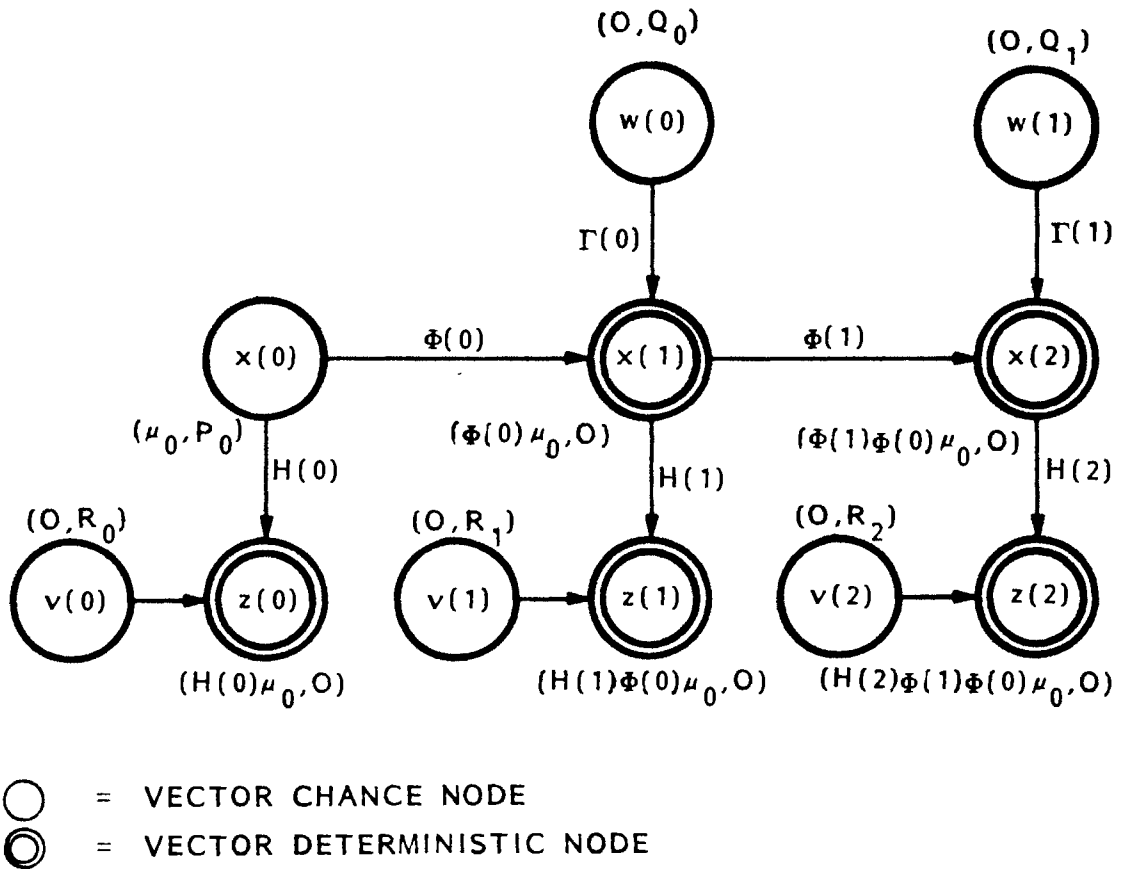 (O,Q₀)
(O,Q₁)
w(0)
w(1)
Γ(0)
Γ(1)
x(0)
Φ(0)
x(1)
Φ(1)
x(2)
(μ₀,P₀)
(Φ(0)μ₀,O)
(Φ(1)Φ(0)μ₀,O)
H(0)
H(1)
H(2)
(O,R₀)
(O,R₁)
(O,R₂)
v(0)
z(0)
v(1)
z(1)
v(2)
z(2)
(H(0)μ₀,O)
(H(1)Φ(0)μ₀,O)
(H(2)Φ(1)Φ(0)μ₀,O)
= VECTOR CHANCE NODE
= VECTOR DETERMINISTIC NODE